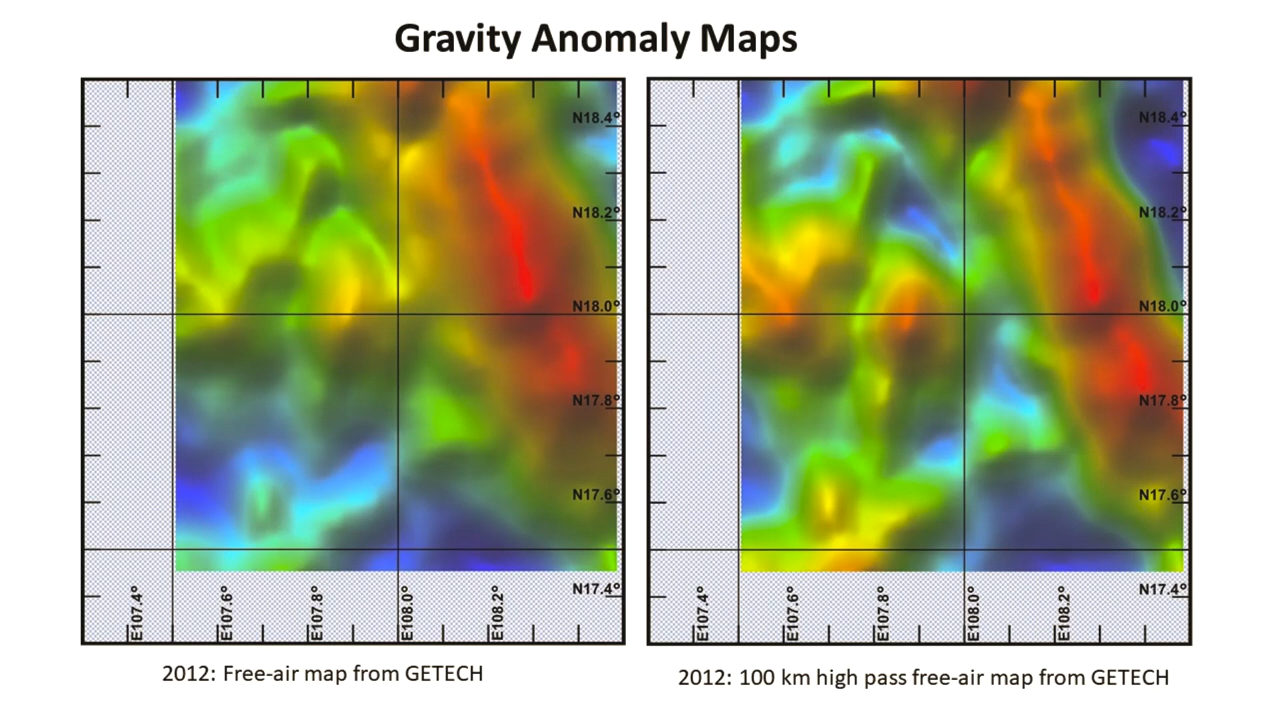 Gravity Anomaly Maps
N18.4°
N18.2°
N18.0°
N17.8°
N17.6°
N17.4°
E107.4°
E107.6°
E107.8°
E108.0°
E108.2°
N18.4°
N18.2°
N18.0°
N17.8°
N17.6°
N17.4°
E107.4°
E107.6°
E107.8°
E108.0°
E108.2°
2012: Free-air map from GETECH
2012: 100 km high pass free-air map from GETECH